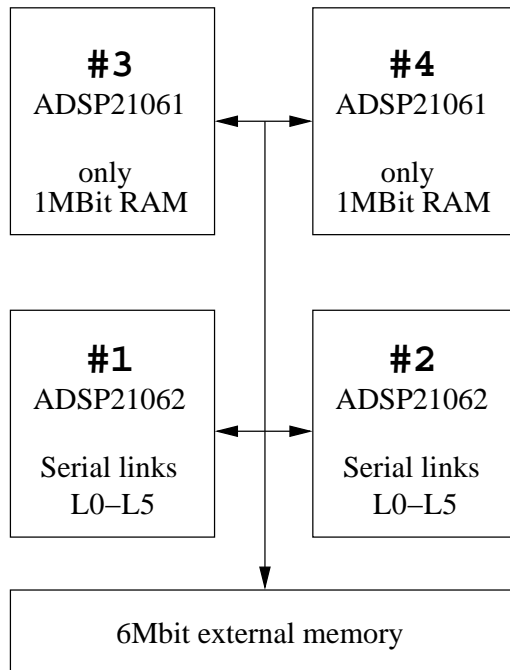 #3
ADSP21061
only
1MBit RAM
#4
ADSP21061
only
1MBit RAM
#1
ADSP21062
Serial links
L0–L5
#2
ADSP21062
Serial links
L0–L5
6Mbit external memory